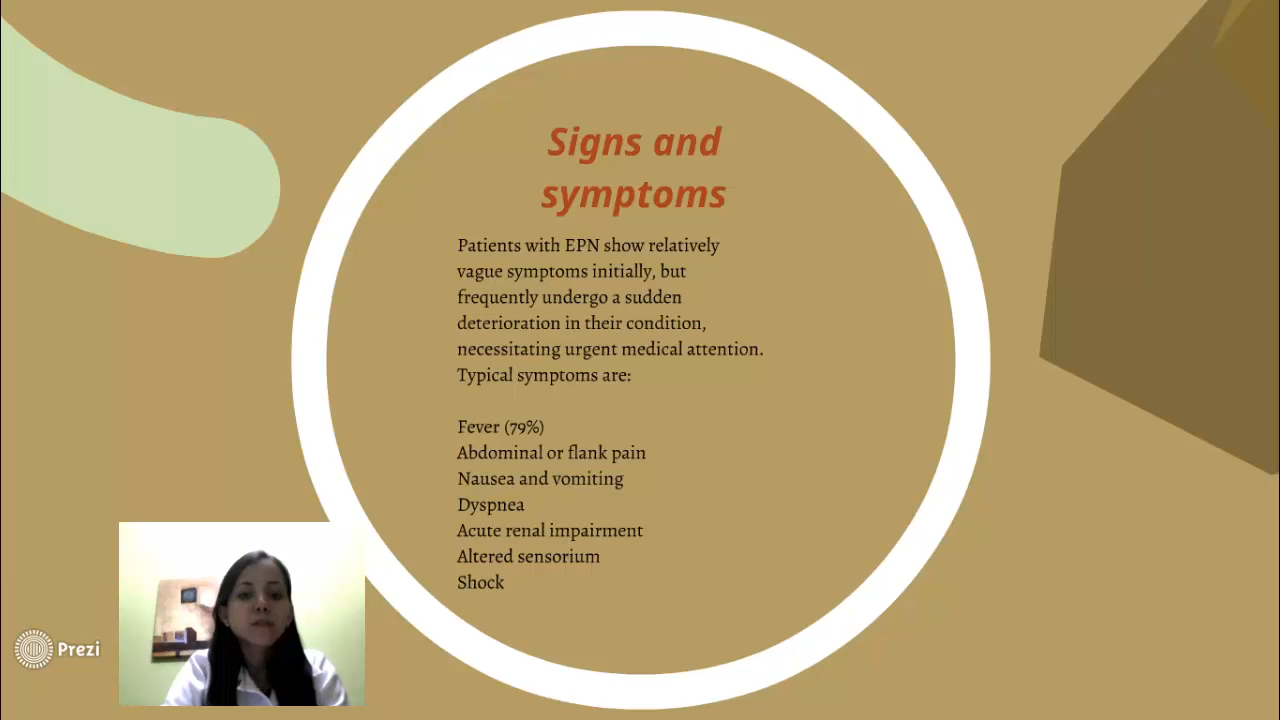 Signs and
symptoms
Patients with EPN show relatively
vague symptoms initially, but
frequently undergo a sudden
deterioration in their condition,
necessitating urgent medical attention.
Typical symptoms are:
Fever (79%)
Abdominal or flank pain
Nausea and vomiting
Dyspnea
Acute renal impairment
Altered sensorium
Shock
Prezi